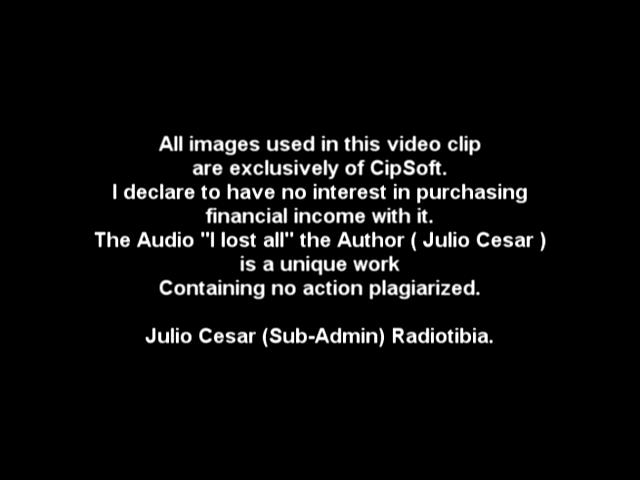 All images used in this video clip
are exclusively of CipSoft.
I declare to have no interest in purchasing
financial income with it.
The Audio "I lost all" the Author ( Julio Cesar )
is a unique work
Containing no action plagiarized.
Julio Cesar (Sub-Admin) Radiotibia.